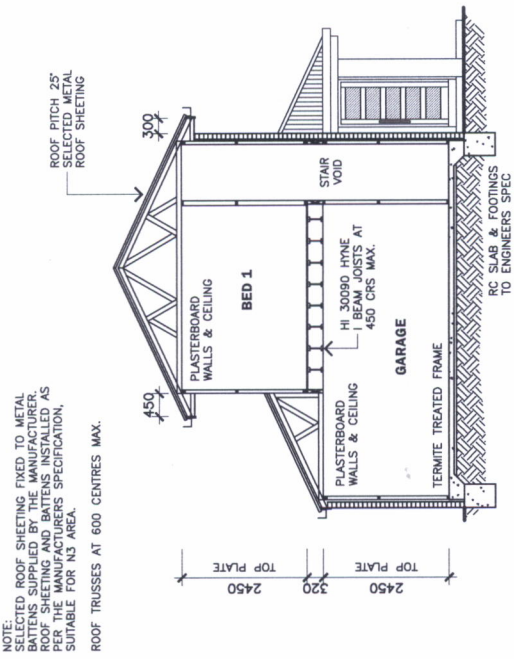 NOTE:
SELECTED ROOF SHEETING FIXED TO METAL
BATTENS SUPPLIED BY THE MANUFACTURER.
ROOF SHEETING AND BATTENS INSTALLED AS
PER THE MANUFACTURERS SPECIFICATION,
SUITABLE FOR N3 AREA.
ROOF TRUSSES AT 600 CENTRES MAX.
ROOF PITCH 25°
SELECTED METAL
ROOF SHEETING
450
300
PLASTERBOARD
WALLS & CEILING
BED 1
STAIR
VOID
HI 30090 HYNE
I BEAM JOISTS AT
450 CRS MAX.
PLASTERBOARD
WALLS & CEILING
GARAGE
TERMITE TREATED FRAME
RC SLAB & FOOTINGS
TO ENGINEERS SPEC
2450
TOP PLATE
320
2450
TOP PLATE